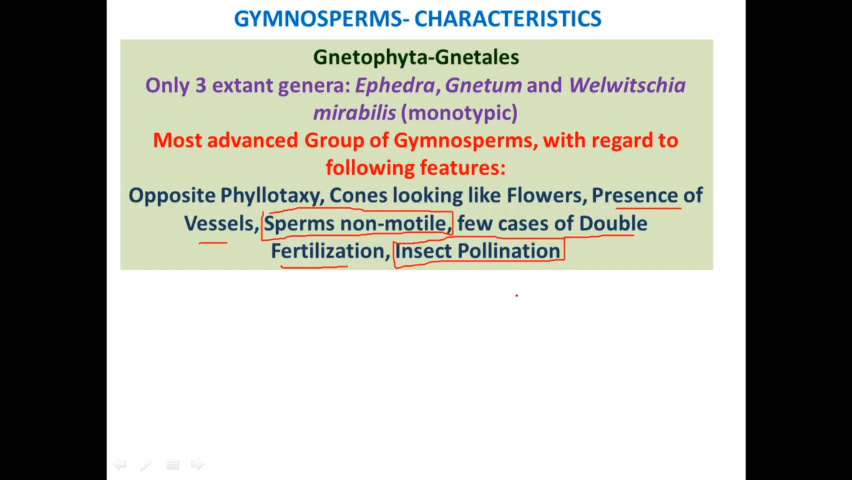 GYMNOSPERMS- CHARACTERISTICS
Gnetophyta-Gnetales
Only 3 extant genera: Ephedra, Gnetum and Welwitschia
mirabilis (monotypic)
Most advanced Group of Gymnosperms, with regard to
following features:
Opposite Phyllotaxy, Cones looking like Flowers, Presence of
Vessels, Sperms non-motile, few cases of Double
Fertilization, Insect Pollination